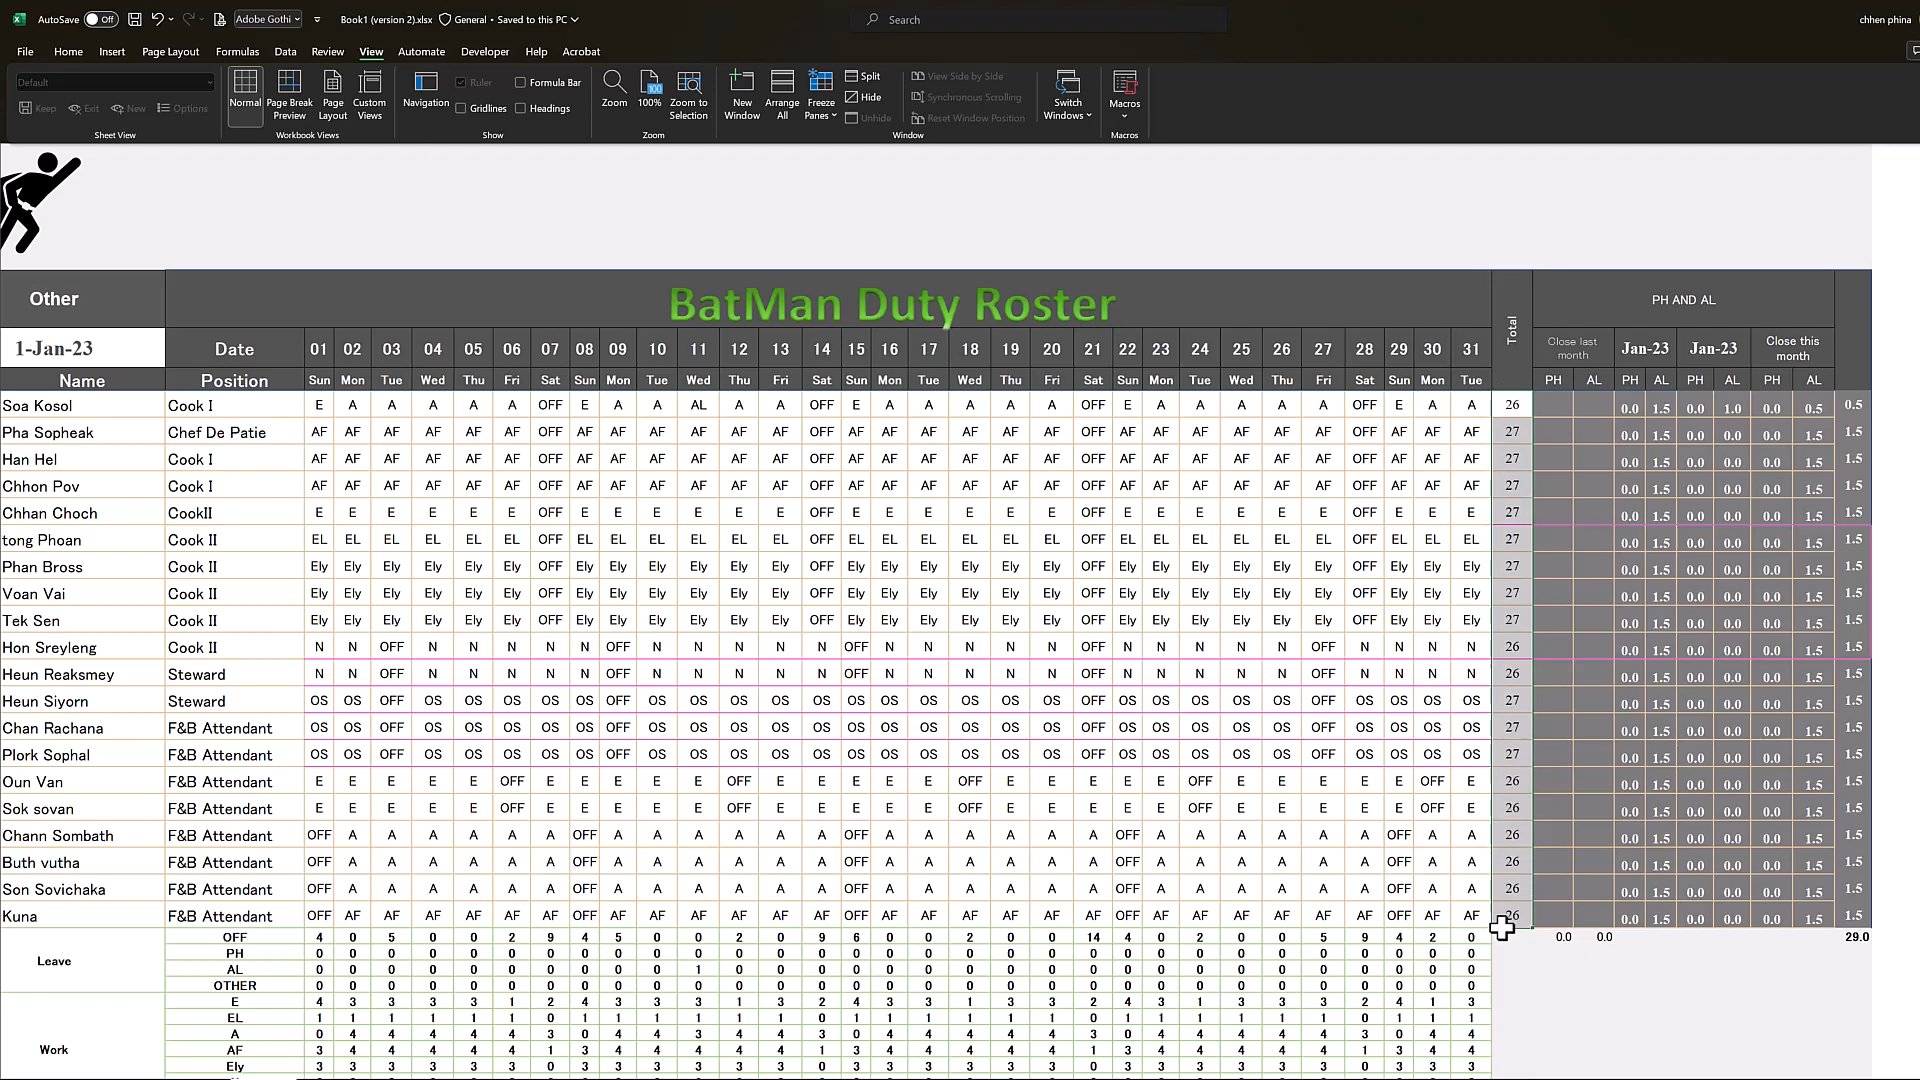 AutoSave Off Adobe Gothi Book1 (version 2).xlsx General • Saved to this PC Search chhen phina
File Home Insert Page Layout Formulas Data Review View Automate Developer Help Acrobat
Default
Keep Exit New Options
Sheet View
Normal Page Break Preview Page Layout Custom Views
Workbook Views
Navigation Ruler Formula Bar Gridlines Headings
Show
Zoom 100% Zoom to Selection
Zoom
New Window Arrange All Freeze Panes Split Hide Unhide View Side by Side Synchronous Scrolling Reset Window Position Switch Windows
Window
Macros
Macros
Other BatMan Duty Roster Total PH AND AL
1-Jan-23 Date 01 02 03 04 05 06 07 08 09 10 11 12 13 14 15 16 17 18 19 20 21 22 23 24 25 26 27 28 29 30 31 Close last month Jan-23 Jan-23 Close this month
Name Position Sun Mon Tue Wed Thu Fri Sat Sun Mon Tue Wed Thu Fri Sat Sun Mon Tue Wed Thu Fri Sat Sun Mon Tue Wed Thu Fri Sat Sun Mon Tue PH AL PH AL PH AL PH AL
Soa Kosol Cook I E A A A A A OFF E A A AL A A OFF E A A A A A OFF E A A A A A OFF E A A 26 0.0 1.5 0.0 1.0 0.0 0.5 0.5
Pha Sopheak Chef De Patie AF AF AF AF AF AF OFF AF AF AF AF AF AF OFF AF AF AF AF AF AF OFF AF AF AF AF AF AF OFF AF AF AF 27 0.0 1.5 0.0 0.0 0.0 1.5 1.5
Han Hel Cook I AF AF AF AF AF AF OFF AF AF AF AF AF AF OFF AF AF AF AF AF AF OFF AF AF AF AF AF AF OFF AF AF AF 27 0.0 1.5 0.0 0.0 0.0 1.5 1.5
Chhon Pov Cook I AF AF AF AF AF AF OFF AF AF AF AF AF AF OFF AF AF AF AF AF AF OFF AF AF AF AF AF AF OFF AF AF AF 27 0.0 1.5 0.0 0.0 0.0 1.5 1.5
Chhan Choch CookII E E E E E E OFF E E E E E E OFF E E E E E E OFF E E E E E E OFF E E E 27 0.0 1.5 0.0 0.0 0.0 1.5 1.5
tong Phoan Cook II EL EL EL EL EL EL OFF EL EL EL EL EL EL OFF EL EL EL EL EL EL OFF EL EL EL EL EL EL OFF EL EL EL 27 0.0 1.5 0.0 0.0 0.0 1.5 1.5
Phan Bross Cook II Ely Ely Ely Ely Ely Ely OFF Ely Ely Ely Ely Ely Ely OFF Ely Ely Ely Ely Ely Ely OFF Ely Ely Ely Ely Ely Ely OFF Ely Ely Ely 27 0.0 1.5 0.0 0.0 0.0 1.5 1.5
Voan Vai Cook II Ely Ely Ely Ely Ely Ely OFF Ely Ely Ely Ely Ely Ely OFF Ely Ely Ely Ely Ely Ely OFF Ely Ely Ely Ely Ely Ely OFF Ely Ely Ely 27 0.0 1.5 0.0 0.0 0.0 1.5 1.5
Tek Sen Cook II Ely Ely Ely Ely Ely Ely OFF Ely Ely Ely Ely Ely Ely OFF Ely Ely Ely Ely Ely Ely OFF Ely Ely Ely Ely Ely Ely OFF Ely Ely Ely 27 0.0 1.5 0.0 0.0 0.0 1.5 1.5
Hon Sreyleng Cook II N N OFF N N N N N OFF N N N N N OFF N N N N N OFF N N N N N OFF N N N N 26 0.0 1.5 0.0 0.0 0.0 1.5 1.5
Heun Reaksmey Steward N N OFF N N N N N OFF N N N N N OFF N N N N N OFF N N N N N OFF N N N N 26 0.0 1.5 0.0 0.0 0.0 1.5 1.5
Heun Siyorn Steward OS OS OFF OS OS OS OS OS OFF OS OS OS OS OS OS OS OS OS OS OS OFF OS OS OS OS OS OFF OS OS OS OS 27 0.0 1.5 0.0 0.0 0.0 1.5 1.5
Chan Rachana F&B Attendant OS OS OFF OS OS OS OS OS OFF OS OS OS OS OS OS OS OS OS OS OS OFF OS OS OS OS OS OFF OS OS OS OS 27 0.0 1.5 0.0 0.0 0.0 1.5 1.5
Plork Sophal F&B Attendant OS OS OFF OS OS OS OS OS OFF OS OS OS OS OS OS OS OS OS OS OS OFF OS OS OS OS OS OFF OS OS OS OS 27 0.0 1.5 0.0 0.0 0.0 1.5 1.5
Oun Van F&B Attendant E E E E E OFF E E E E E OFF E E E E E OFF E E E E E OFF E E E E E OFF E 26 0.0 1.5 0.0 0.0 0.0 1.5 1.5
Sok sovan F&B Attendant E E E E E OFF E E E E E OFF E E E E E OFF E E E E E OFF E E E E E OFF E 26 0.0 1.5 0.0 0.0 0.0 1.5 1.5
Chann Sombath F&B Attendant OFF A A A A A A OFF A A A A A A OFF A A A A A A OFF A A A A A A OFF A A 26 0.0 1.5 0.0 0.0 0.0 1.5 1.5
Buth vutha F&B Attendant OFF A A A A A A OFF A A A A A A OFF A A A A A A OFF A A A A A A OFF A A 26 0.0 1.5 0.0 0.0 0.0 1.5 1.5
Son Sovichaka F&B Attendant OFF A A A A A A OFF A A A A A A OFF A A A A A A OFF A A A A A A OFF A A 26 0.0 1.5 0.0 0.0 0.0 1.5 1.5
Kuna F&B Attendant OFF AF AF AF AF AF AF OFF AF AF AF AF AF AF OFF AF AF AF AF AF AF OFF AF AF AF AF AF AF OFF AF AF 26 0.0 1.5 0.0 0.0 0.0 1.5 1.5
Leave OFF 4 0 5 0 0 2 9 4 5 0 0 2 0 9 6 0 0 2 0 0 14 4 0 2 0 0 5 9 4 2 0 0.0 0.0 29.0
PH 0 0 0 0 0 0 0 0 0 0 0 0 0 0 0 0 0 0 0 0 0 0 0 0 0 0 0 0 0 0 0
AL 0 0 0 0 0 0 0 0 0 0 1 0 0 0 0 0 0 0 0 0 0 0 0 0 0 0 0 0 0 0 0
OTHER 0 0 0 0 0 0 0 0 0 0 0 0 0 0 0 0 0 0 0 0 0 0 0 0 0 0 0 0 0 0 0
Work E 4 3 3 3 3 1 2 4 3 3 3 1 3 2 4 3 3 1 3 3 2 4 3 1 3 3 3 2 4 1 3
EL 1 1 1 1 1 1 0 1 1 1 1 1 1 0 1 1 1 1 1 1 0 1 1 1 1 1 1 0 1 1 1
A 0 4 4 4 4 4 3 0 4 4 3 4 4 3 0 4 4 4 4 4 3 0 4 4 4 4 4 3 0 4 4
AF 3 4 4 4 4 4 1 3 4 4 4 4 4 1 3 4 4 4 4 4 1 3 4 4 4 4 4 1 3 4 4
Ely 3 3 3 3 3 3 0 3 3 3 3 3 3 0 3 3 3 3 3 3 0 3 3 3 3 3 3 0 3 3 3